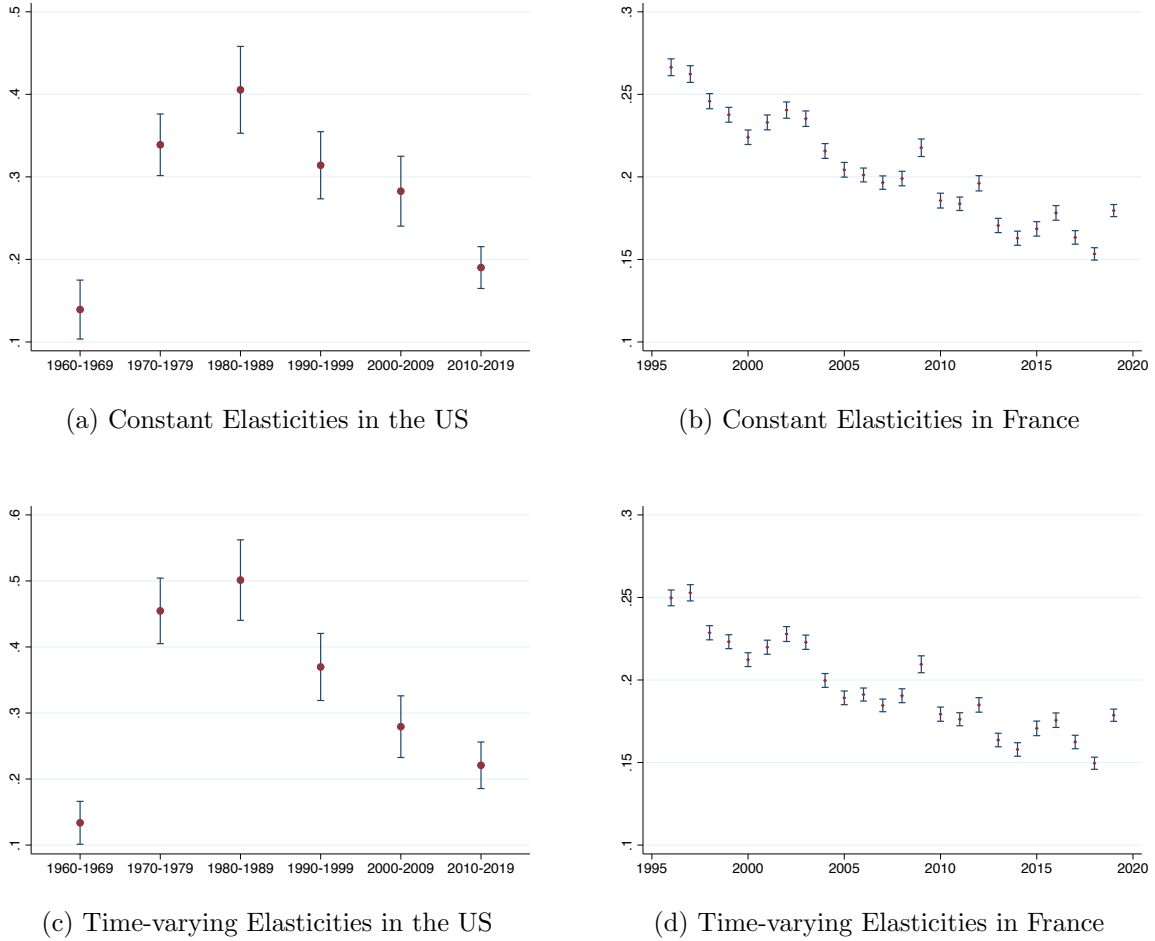 .5
.4
.3
.2
.1
1960-1969 1970-1979 1980-1989 1990-1999 2000-2009 2010-2019
(a) Constant Elasticities in the US
.3
.25
.2
.15
.1
1995 2000 2005 2010 2015 2020
(b) Constant Elasticities in France
.6
.5
.4
.3
.2
.1
1960-1969 1970-1979 1980-1989 1990-1999 2000-2009 2010-2019
(c) Time-varying Elasticities in the US
.3
.25
.2
.15
.1
1995 2000 2005 2010 2015 2020
(d) Time-varying Elasticities in France